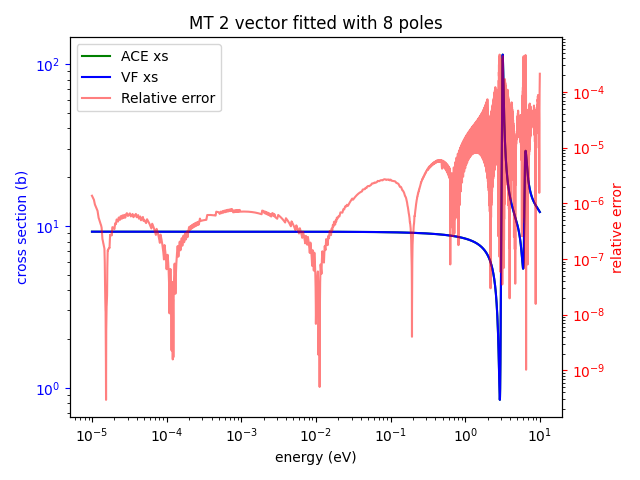 MT 2 vector fitted with 8 poles
ACE xs
VF xs
Relative error
cross section (b)
10² 10¹ 10⁰
10⁻⁴ 10⁻⁵ 10⁻⁶ 10⁻⁷ 10⁻⁸ 10⁻⁹
relative error
10⁻⁵ 10⁻⁴ 10⁻³ 10⁻² 10⁻¹ 10⁰ 10¹
energy (eV)